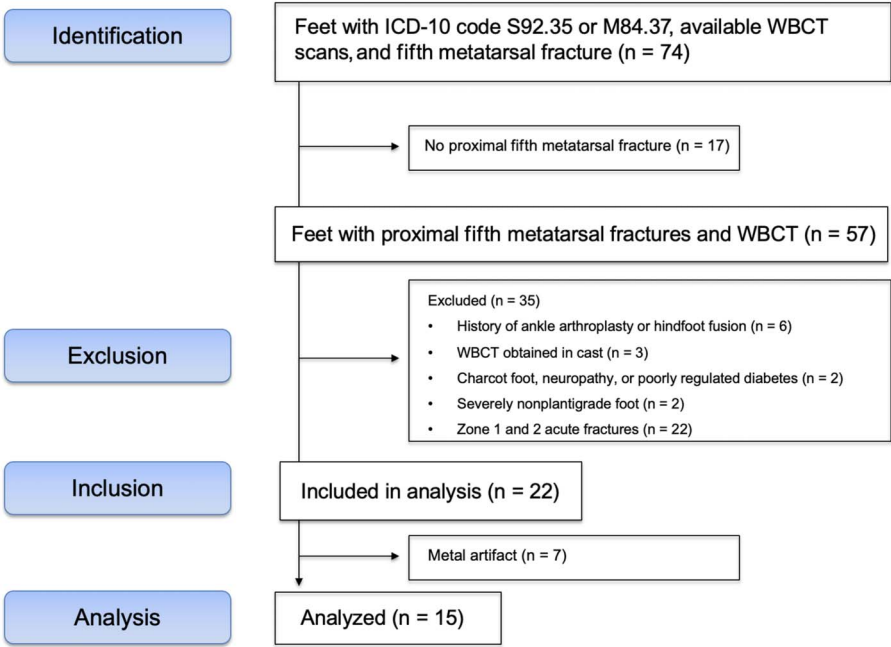 Identification
Feet with ICD-10 code S92.35 or M84.37, available WBCT
scans, and fifth metatarsal fracture (n = 74)
No proximal fifth metatarsal fracture (n = 17)
Feet with proximal fifth metatarsal fractures and WBCT (n = 57)
Exclusion
Excluded (n = 35)
• History of ankle arthroplasty or hindfoot fusion (n = 6)
• WBCT obtained in cast (n = 3)
• Charcot foot, neuropathy, or poorly regulated diabetes (n = 2)
• Severely nonplantigrade foot (n = 2)
• Zone 1 and 2 acute fractures (n = 22)
Inclusion
Included in analysis (n = 22)
Metal artifact (n = 7)
Analysis
Analyzed (n = 15)